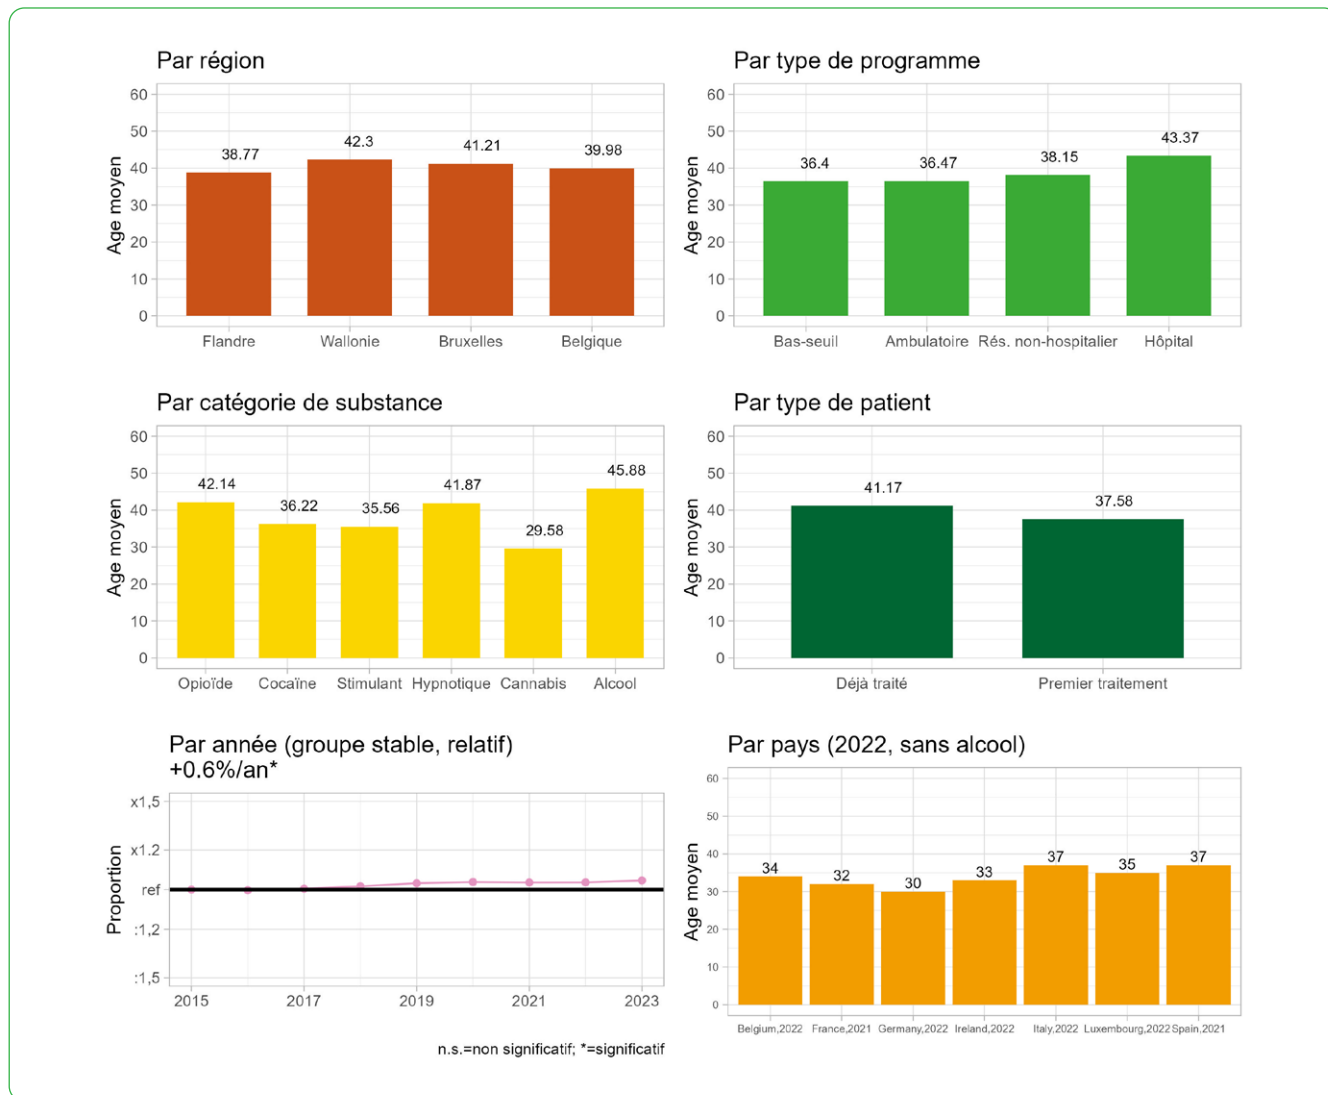 Par région
60
50
40
30
20
10
0
Age moyen
38.77
42.3
41.21
39.98
Flandre Wallonie Bruxelles Belgique
Par type de programme
60
50
40
30
20
10
0
Age moyen
36.4
36.47
38.15
43.37
Bas-seuil Ambulatoire Rés. non-hospitalier Hôpital
Par catégorie de substance
60
50
40
30
20
10
0
Age moyen
42.14
36.22
35.56
41.87
29.58
45.88
Opioïde Cocaïne Stimulant Hypnotique Cannabis Alcool
Par type de patient
60
50
40
30
20
10
0
Age moyen
41.17
37.58
Déjà traité Premier traitement
Par année (groupe stable, relatif)
+0.6%/an*
x1,5
x1.2
ref
:1,2
:1,5
Proportion
2015 2017 2019 2021 2023
n.s.=non significatif; *=significatif
Par pays (2022, sans alcool)
60
50
40
30
20
10
0
Age moyen
34
32
30
33
37
35
37
Belgium,2022 France,2021 Germany,2022 Ireland,2022 Italy,2022 Luxembourg,2022 Spain,2021